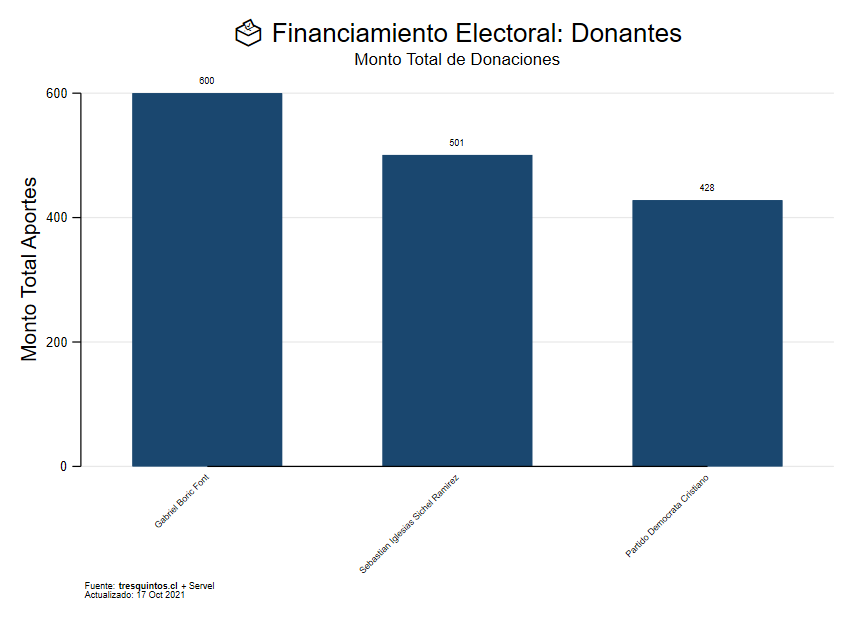 Financiamiento Electoral: Donantes
Monto Total de Donaciones
Monto Total Aportes
600
400
200
0
600
501
428
Gabriel Boric Font
Sebastian Iglesias Sichel Ramirez
Partido Democrata Cristiano
Fuente: tresquintos.cl + Servel
Actualizado: 17 Oct 2021